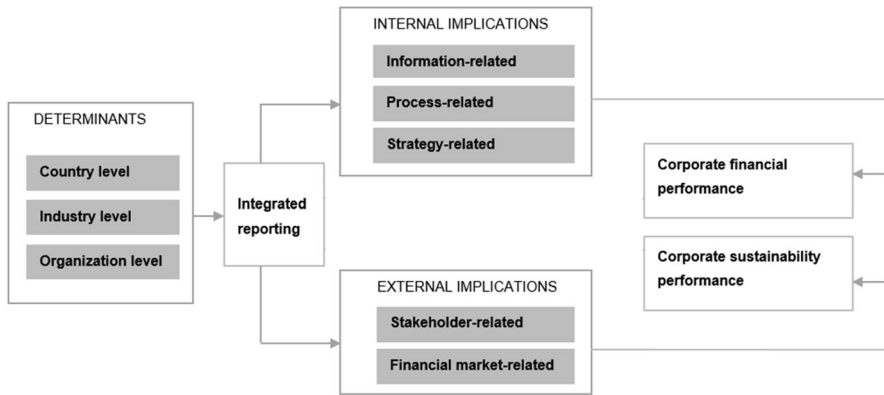 DETERMINANTS
Country level
Industry level
Organization level
Integrated
reporting
INTERNAL IMPLICATIONS
Information-related
Process-related
Strategy-related
EXTERNAL IMPLICATIONS
Stakeholder-related
Financial market-related
Corporate financial
performance
Corporate sustainability
performance